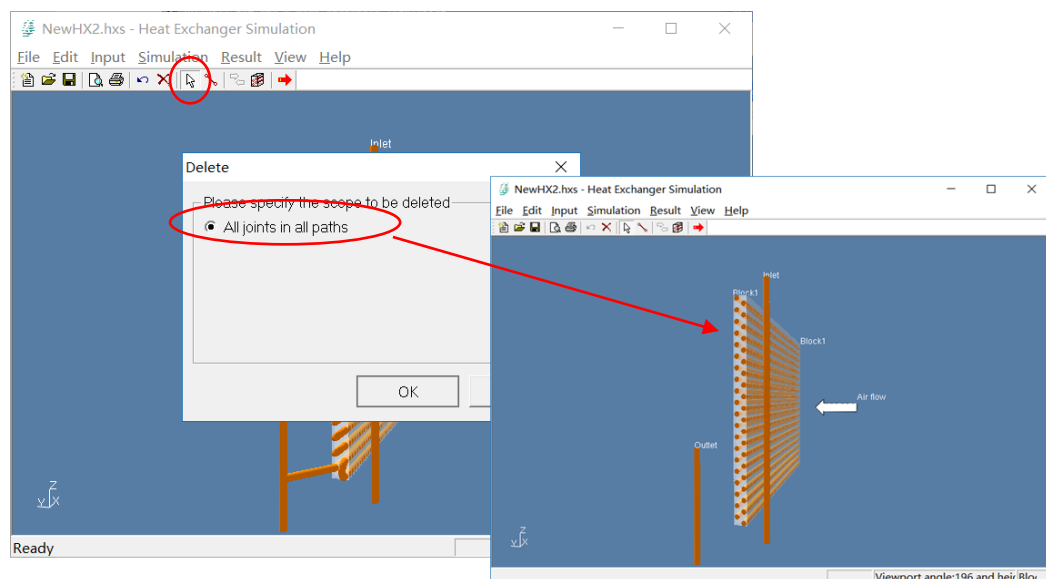 NewHX2.hxs - Heat Exchanger Simulation
File Edit Input Simulation Result View Help
Inlet
Delete
Please specify the scope to be deleted
All joints in all paths
OK
Z
Y X
Ready
NewHX2.hxs - Heat Exchanger Simulation
File Edit Input Simulation Result View Help
Inlet
Block1
Block1
Air flow
Outlet
Z
Y X
Viewport angle:196 and hei